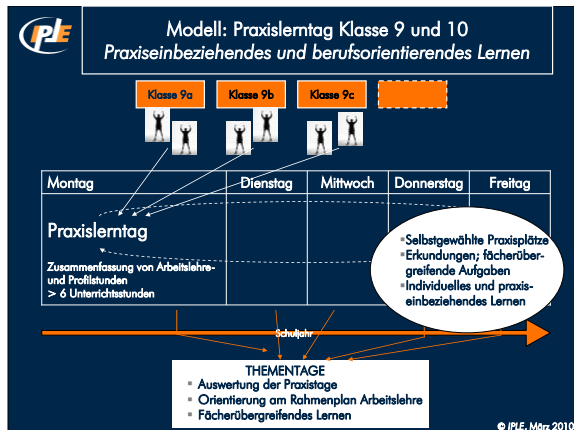 iPLE
Modell: Praxislerntag Klasse 9 und 10
Praxiseinbeziehendes und berufsorientierendes Lernen
Klasse 9a
Klasse 9b
Klasse 9c
Montag
Dienstag
Mittwoch
Donnerstag
Freitag
Praxislerntag
Zusammenfassung von Arbeitslehre-
und Profilstunden
> 6 Unterrichtsstunden
Selbstgewählte Praxisplätze
Erkundungen; fächerüber-
greifende Aufgaben
Individuelles und praxis-
einbeziehendes Lernen
Schuljahr
THEMENTAGE
Auswertung der Praxistage
Orientierung am Rahmenplan Arbeitslehre
Fächerübergreifendes Lernen
© IPLE, März 2010